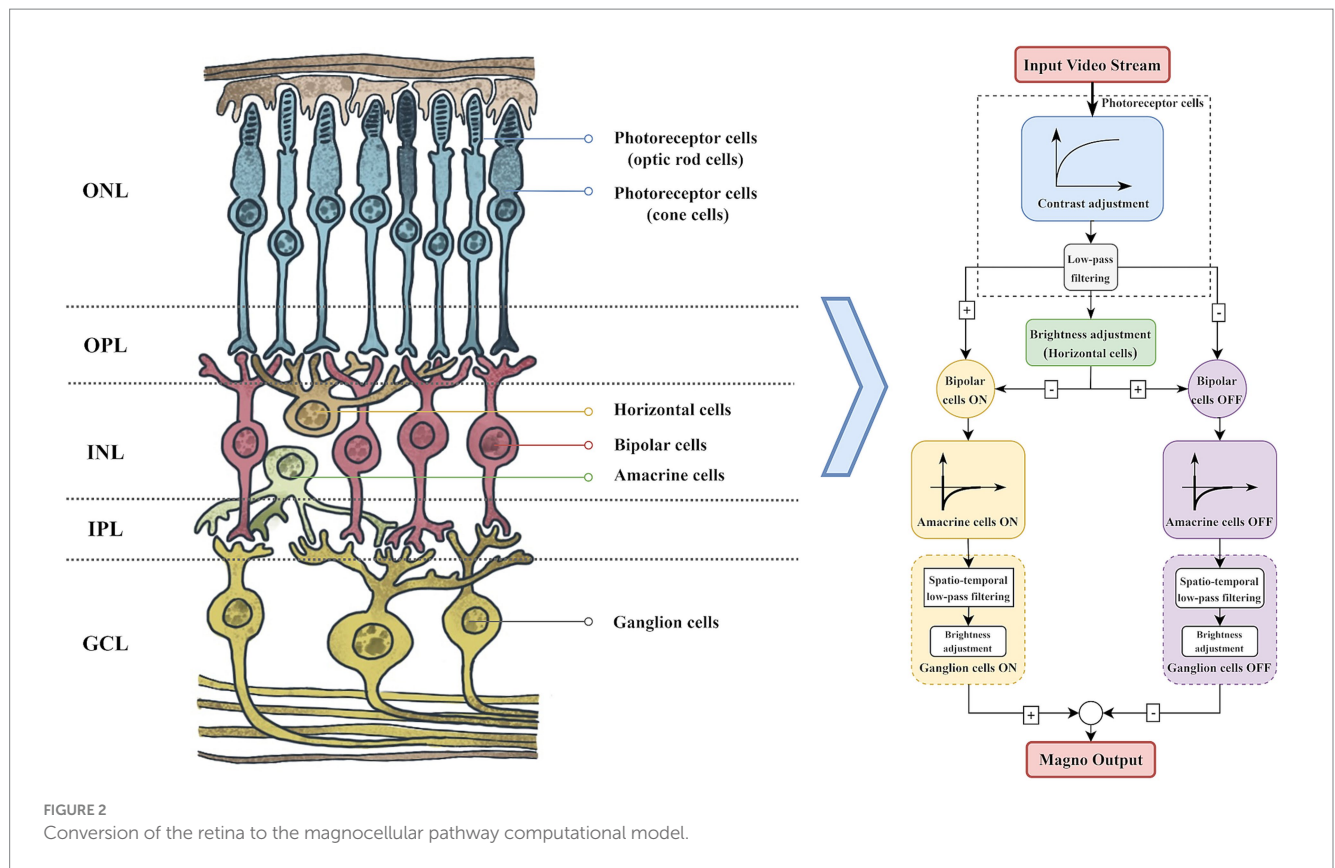 ONL
OPL
INL
IPL
GCL
Photoreceptor cells
(optic rod cells)
Photoreceptor cells
(cone cells)
Horizontal cells
Bipolar cells
Amacrine cells
Ganglion cells
Input Video Stream
Photoreceptor cells
Contrast adjustment
Low-pass
filtering
+
-
Brightness adjustment
(Horizontal cells)
Bipolar
cells ON
-
+
Bipolar
cells OFF
Amacrine cells ON
Amacrine cells OFF
Spatio-temporal
low-pass filtering
Brightness
adjustment
Ganglion cells ON
Spatio-temporal
low-pass filtering
Brightness
adjustment
Ganglion cells OFF
+
-
Magno Output
FIGURE 2
Conversion of the retina to the magnocellular pathway computational model.